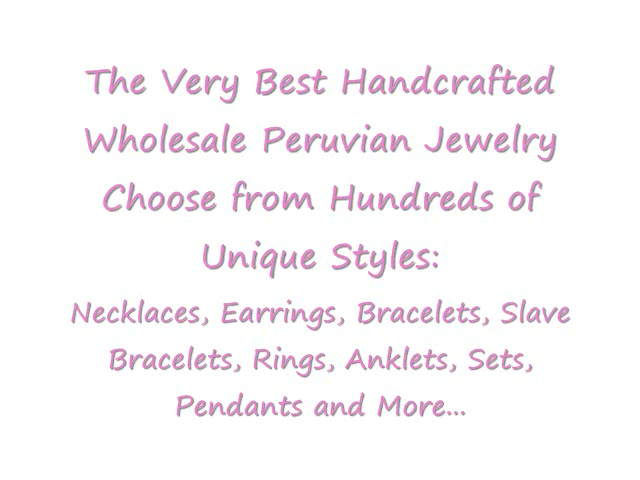 The Very Best Handcrafted
Wholesale Peruvian Jewelry
Choose from Hundreds of
Unique Styles:
Necklaces, Earrings, Bracelets, Slave
Bracelets, Rings, Anklets, Sets,
Pendants and More...